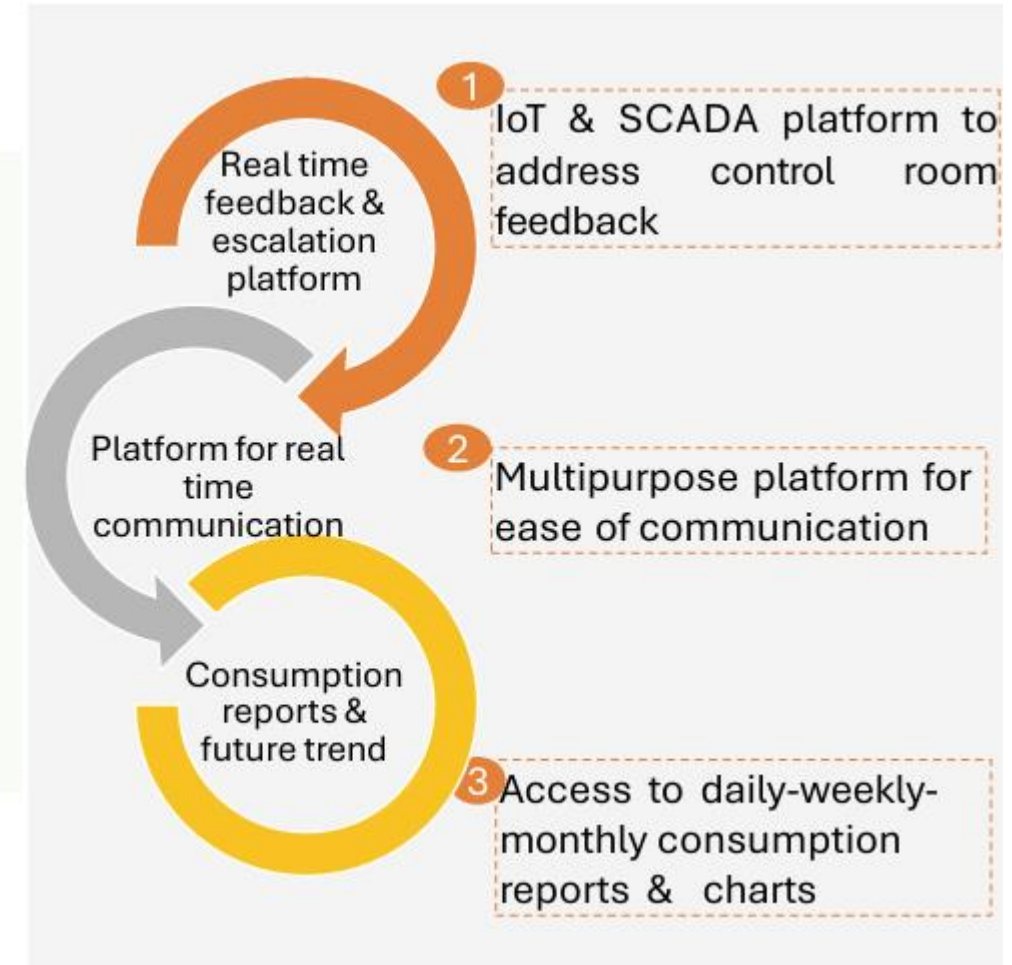 Real time
feedback &
escalation
platform
1
IoT & SCADA platform to
address control room
feedback
Platform for real
time
communication
2
Multipurpose platform for
ease of communication
Consumption
reports &
future trend
3
Access to daily-weekly-
monthly consumption
reports & charts